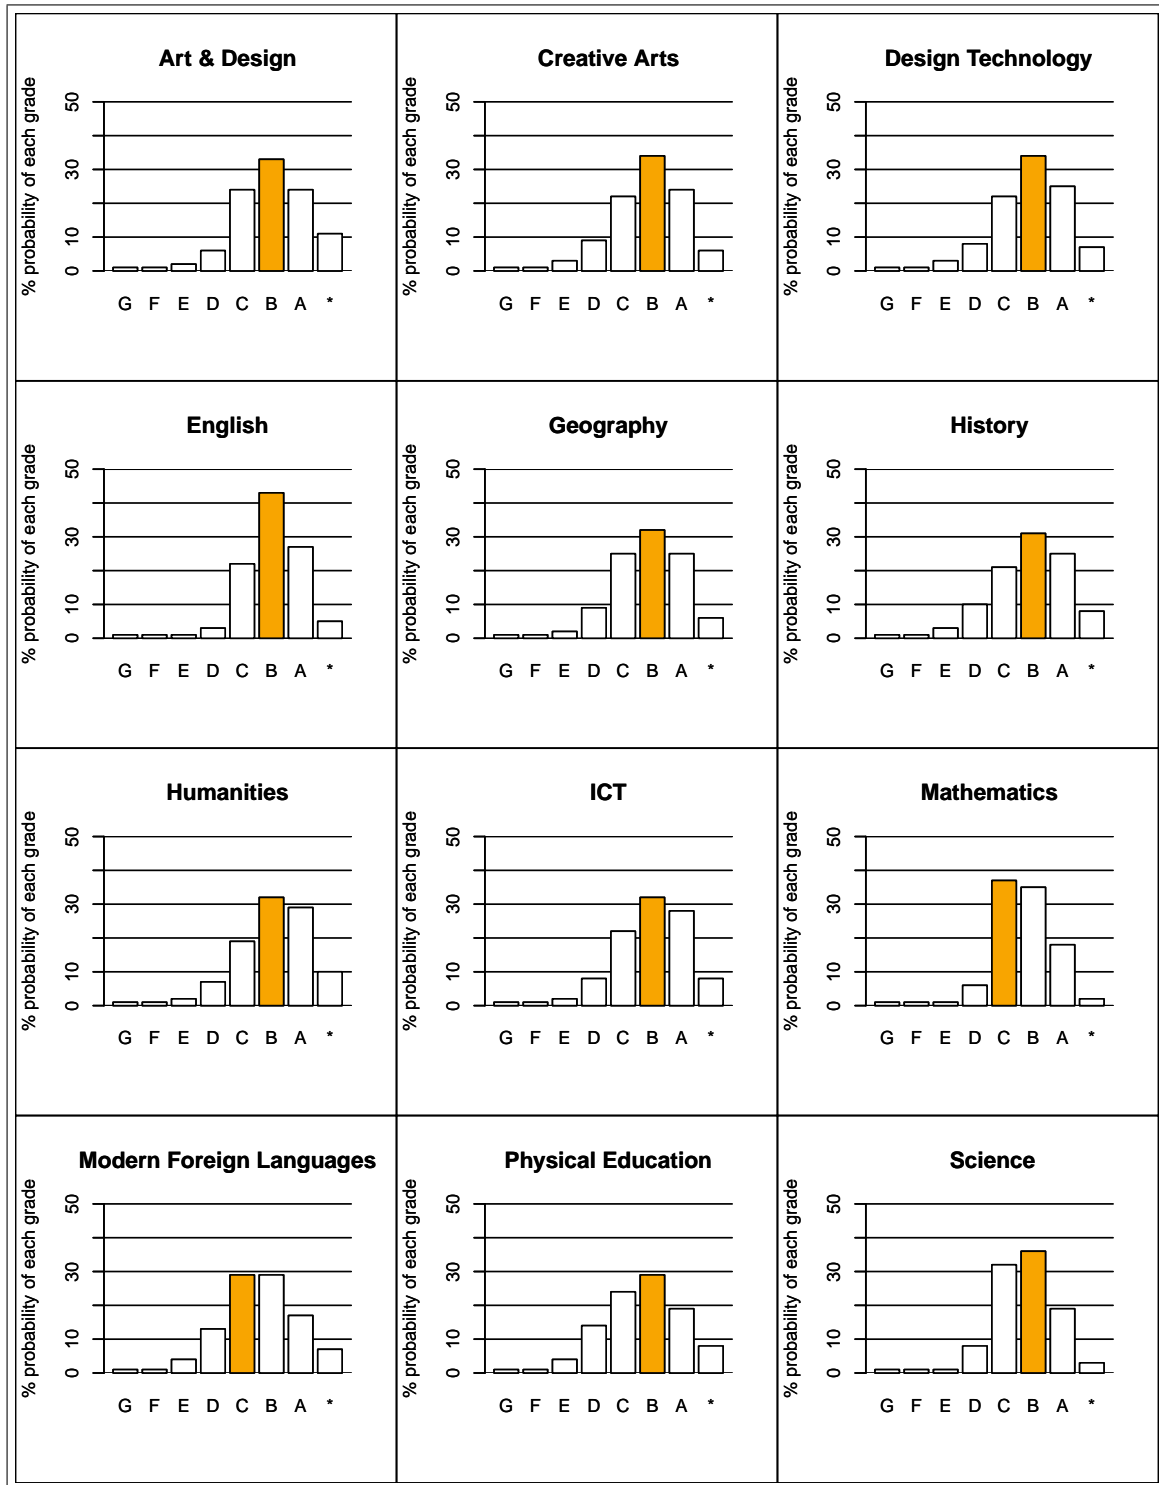 Art & Design
% probability of each grade
50
30
10
0
G F E D C B A *
Creative Arts
% probability of each grade
50
30
10
0
G F E D C B A *
Design Technology
% probability of each grade
50
30
10
0
G F E D C B A *
English
% probability of each grade
50
30
10
0
G F E D C B A *
Geography
% probability of each grade
50
30
10
0
G F E D C B A *
History
% probability of each grade
50
30
10
0
G F E D C B A *
Humanities
% probability of each grade
50
30
10
0
G F E D C B A *
ICT
% probability of each grade
50
30
10
0
G F E D C B A *
Mathematics
% probability of each grade
50
30
10
0
G F E D C B A *
Modern Foreign Languages
% probability of each grade
50
30
10
0
G F E D C B A *
Physical Education
% probability of each grade
50
30
10
0
G F E D C B A *
Science
% probability of each grade
50
30
10
0
G F E D C B A *